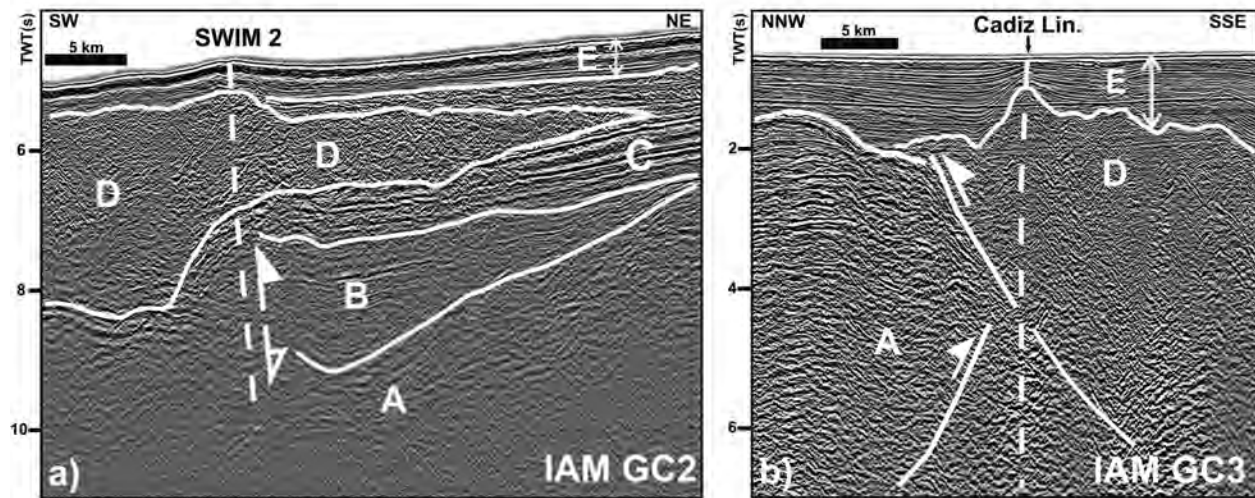 SW
NE
5 km
SWIM 2
TWT(s)
6
8
10
E
D
D
C
B
A
a)
IAM GC2
NNW
Cadiz Lin.
SSE
5 km
TWT(s)
2
4
6
E
D
A
b)
IAM GC3